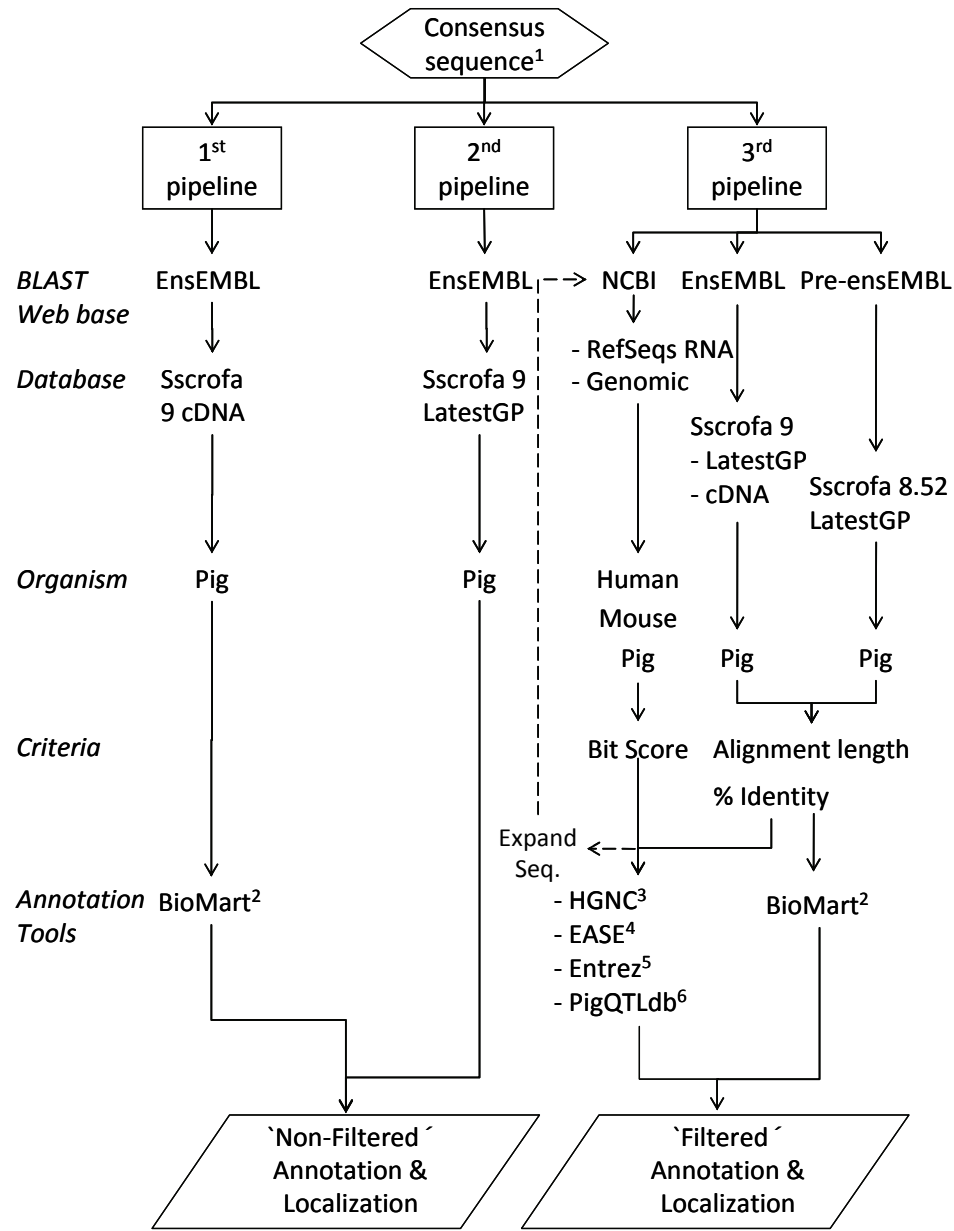 Consensus
sequence¹
1st
pipeline
2nd
pipeline
3rd
pipeline
BLAST
Web base
EnsEMBL
EnsEMBL
NCBI
EnsEMBL
Pre-ensEMBL
Database
Sscrofa
9 cDNA
Sscrofa 9
LatestGP
- RefSeqs RNA
- Genomic
Sscrofa 9
- LatestGP
- cDNA
Sscrofa 8.52
LatestGP
Organism
Pig
Pig
Human
Mouse
Pig
Pig
Pig
Criteria
Bit Score
Alignment length
% Identity
Expand
Seq.
Annotation
Tools
BioMart²
- HGNC³
- EASE⁴
- Entrez⁵
- PigQTLdb⁶
BioMart²
`Non-Filtered ´
Annotation &
Localization
`Filtered ´
Annotation &
Localization